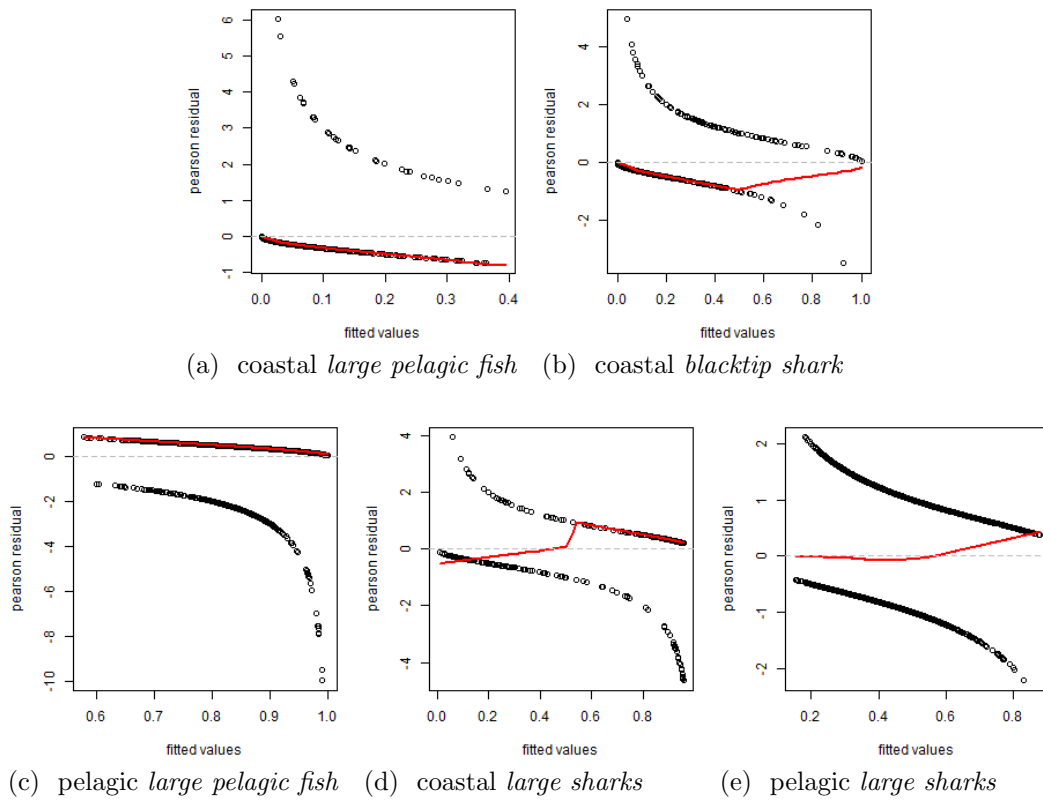 6
5
4
3
2
1
0
-1
pearson residual
0.0 0.1 0.2 0.3 0.4
fitted values
4
2
0
-2
pearson residual
0.0 0.2 0.4 0.6 0.8 1.0
fitted values
(a) coastal large pelagic fish
(b) coastal blacktip shark
0
-2
-4
-6
-8
-10
pearson residual
0.6 0.7 0.8 0.9 1.0
fitted values
4
2
0
-2
-4
pearson residual
0.0 0.2 0.4 0.6 0.8
fitted values
2
1
0
-1
-2
pearson residual
0.2 0.4 0.6 0.8
fitted values
(c) pelagic large pelagic fish
(d) coastal large sharks
(e) pelagic large sharks